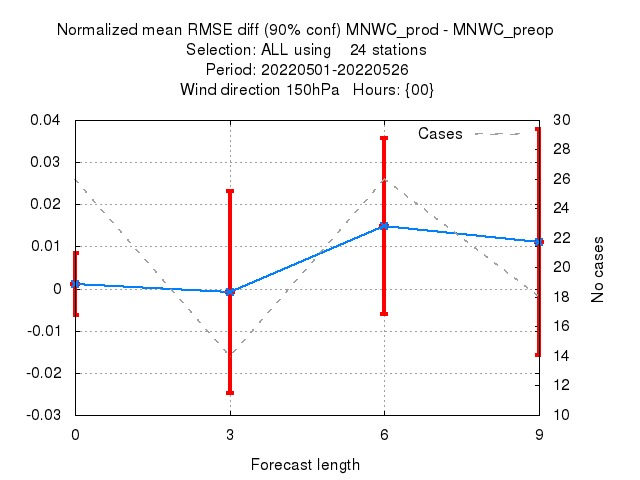 Normalized mean RMSE diff (90% conf) MNWC_prod - MNWC_preop
Selection: ALL using    24 stations
Period: 20220501-20220526
Wind direction 150hPa   Hours: {00}
Cases
0.04
0.03
0.02
0.01
0
-0.01
-0.02
-0.03
30
28
26
24
22
20
18
16
14
12
10
No cases
0 3 6 9
Forecast length